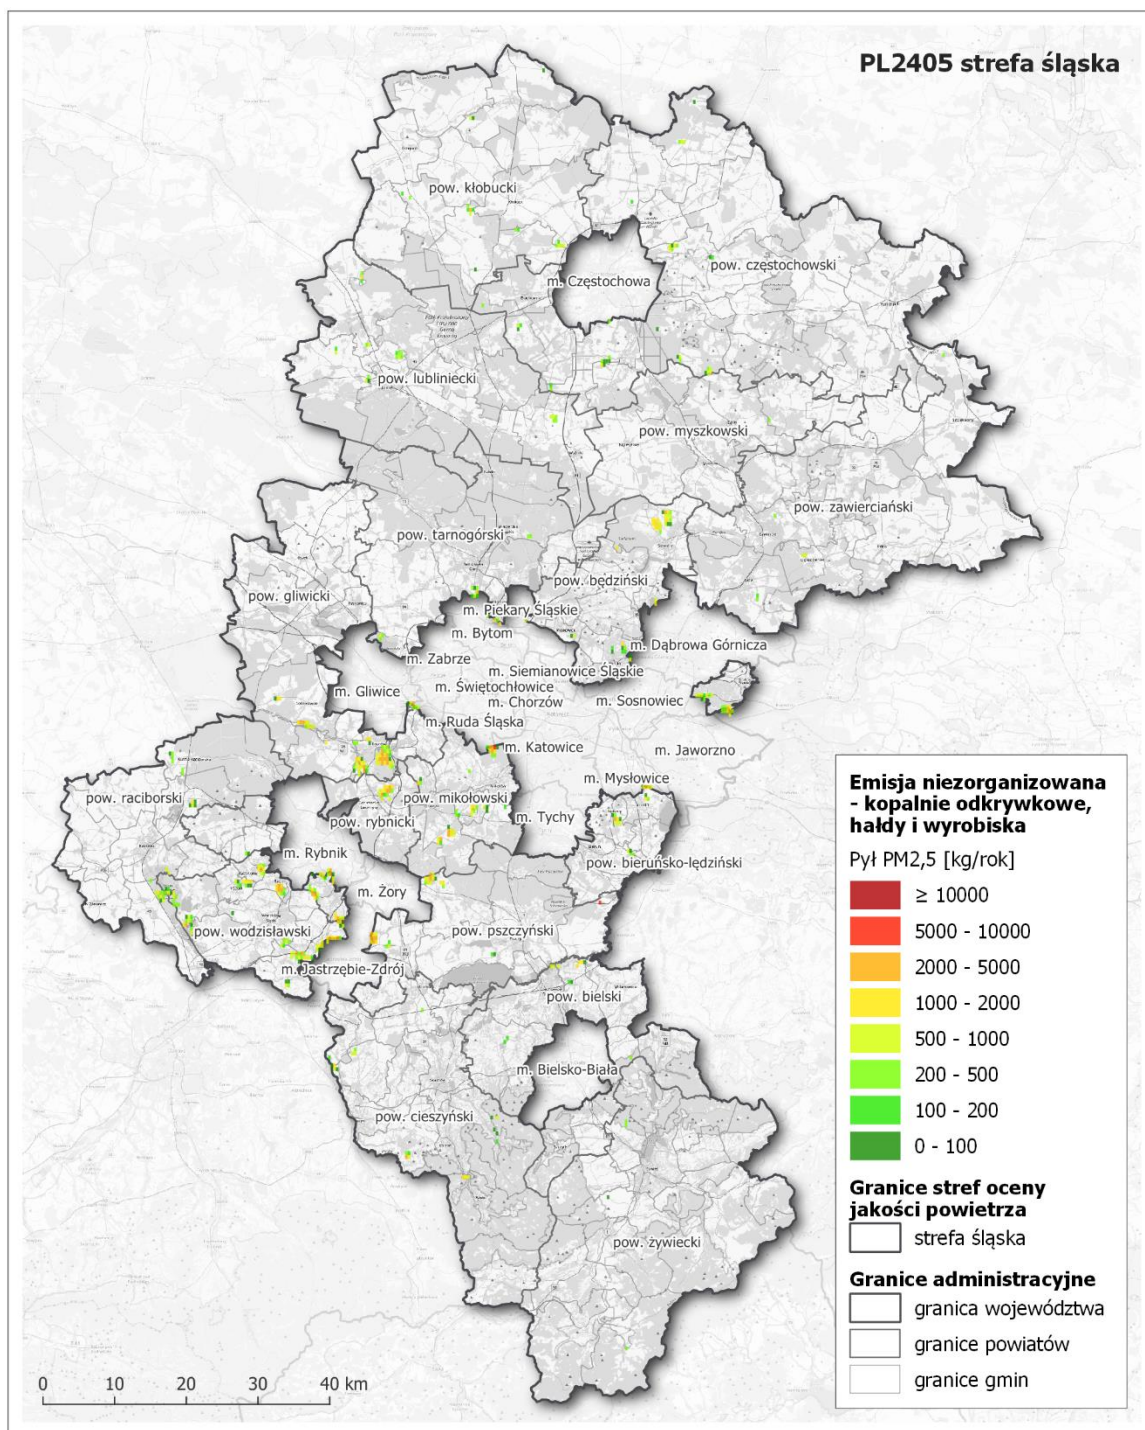 PL2405 strefa śląska
pow. kłobucki
pow. częstochowski
m. Częstochowa
pow. lubliniecki
pow. myszkowski
pow. zawierciański
pow. tarnogórski
pow. będziński
pow. gliwicki
m. Piekary Śląskie
m. Bytom
m. Dąbrowa Górnicza
m. Zabrze
m. Siemianowice Śląskie
m. Gliwice
m. Świętochłowice
m. Chorzów
m. Sosnowiec
m. Ruda Śląska
m. Katowice
m. Jaworzno
m. Mysłowice
pow. raciborski
pow. mikołowski
pow. rybnicki
m. Tychy
m. Rybnik
pow. bieruńsko-lędziński
m. Żory
pow. wodzisławski
pow. pszczyński
m. Jastrzębie-Zdrój
pow. bielski
m. Bielsko-Biała
pow. cieszyński
pow. żywiecki
Emisja niezorganizowana
- kopalnie odkrywkowe,
hałdy i wyrobiska
Pył PM2,5 [kg/rok]
≥ 10000
5000 - 10000
2000 - 5000
1000 - 2000
500 - 1000
200 - 500
100 - 200
0 - 100
Granice stref oceny
jakości powietrza
strefa śląska
Granice administracyjne
granica województwa
granice powiatów
granice gmin
0 10 20 30 40 km